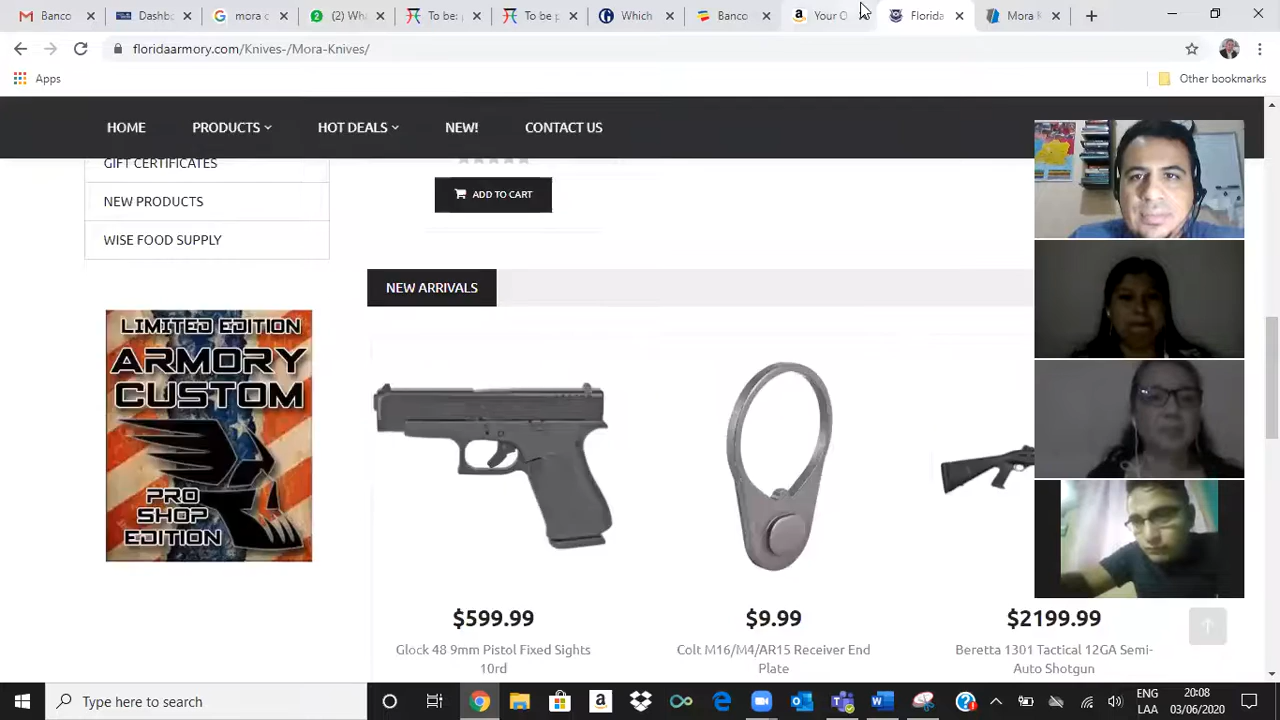 Dashb
mora c
(2) Wha
To be p
To be p
Which
Banco
Your O
Florida
Mora K
floridaarmory.com/Knives-/Mora-Knives/
Apps
Other bookmarks
HOME PRODUCTS HOT DEALS NEW! CONTACT US
GIFT CERTIFICATES
NEW PRODUCTS
WISE FOOD SUPPLY
ADD TO CART
NEW ARRIVALS
LIMITED EDITION
ARMORY
CUSTOM
PRO
SHOP
EDITION
$599.99
Glock 48 9mm Pistol Fixed Sights
10rd
$9.99
Colt M16/M4/AR15 Receiver End
Plate
$2199.99
Beretta 1301 Tactical 12GA Semi-
Auto Shotgun
Type here to search
ENG
LAA
20:08
03/06/2020